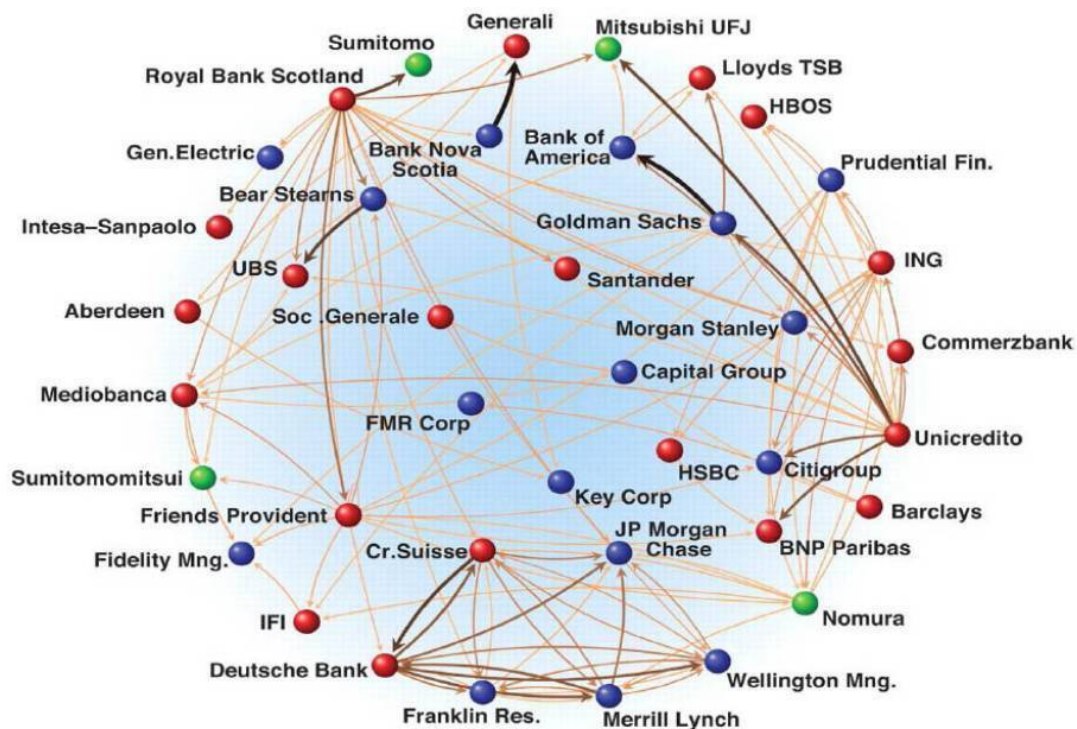 Generali
Mitsubishi UFJ
Sumitomo
Royal Bank Scotland
Lloyds TSB
HBOS
Gen.Electric
Bank Nova
Scotia
Bank of
America
Prudential Fin.
Bear Stearns
Intesa–Sanpaolo
Goldman Sachs
UBS
Santander
ING
Aberdeen
Soc .Generale
Morgan Stanley
Commerzbank
Capital Group
Mediobanca
FMR Corp
Unicredito
HSBC
Citigroup
Sumitomomitsui
Key Corp
Barclays
Friends Provident
JP Morgan
Chase
BNP Paribas
Fidelity Mng.
Cr.Suisse
Nomura
IFI
Deutsche Bank
Wellington Mng.
Franklin Res.
Merrill Lynch